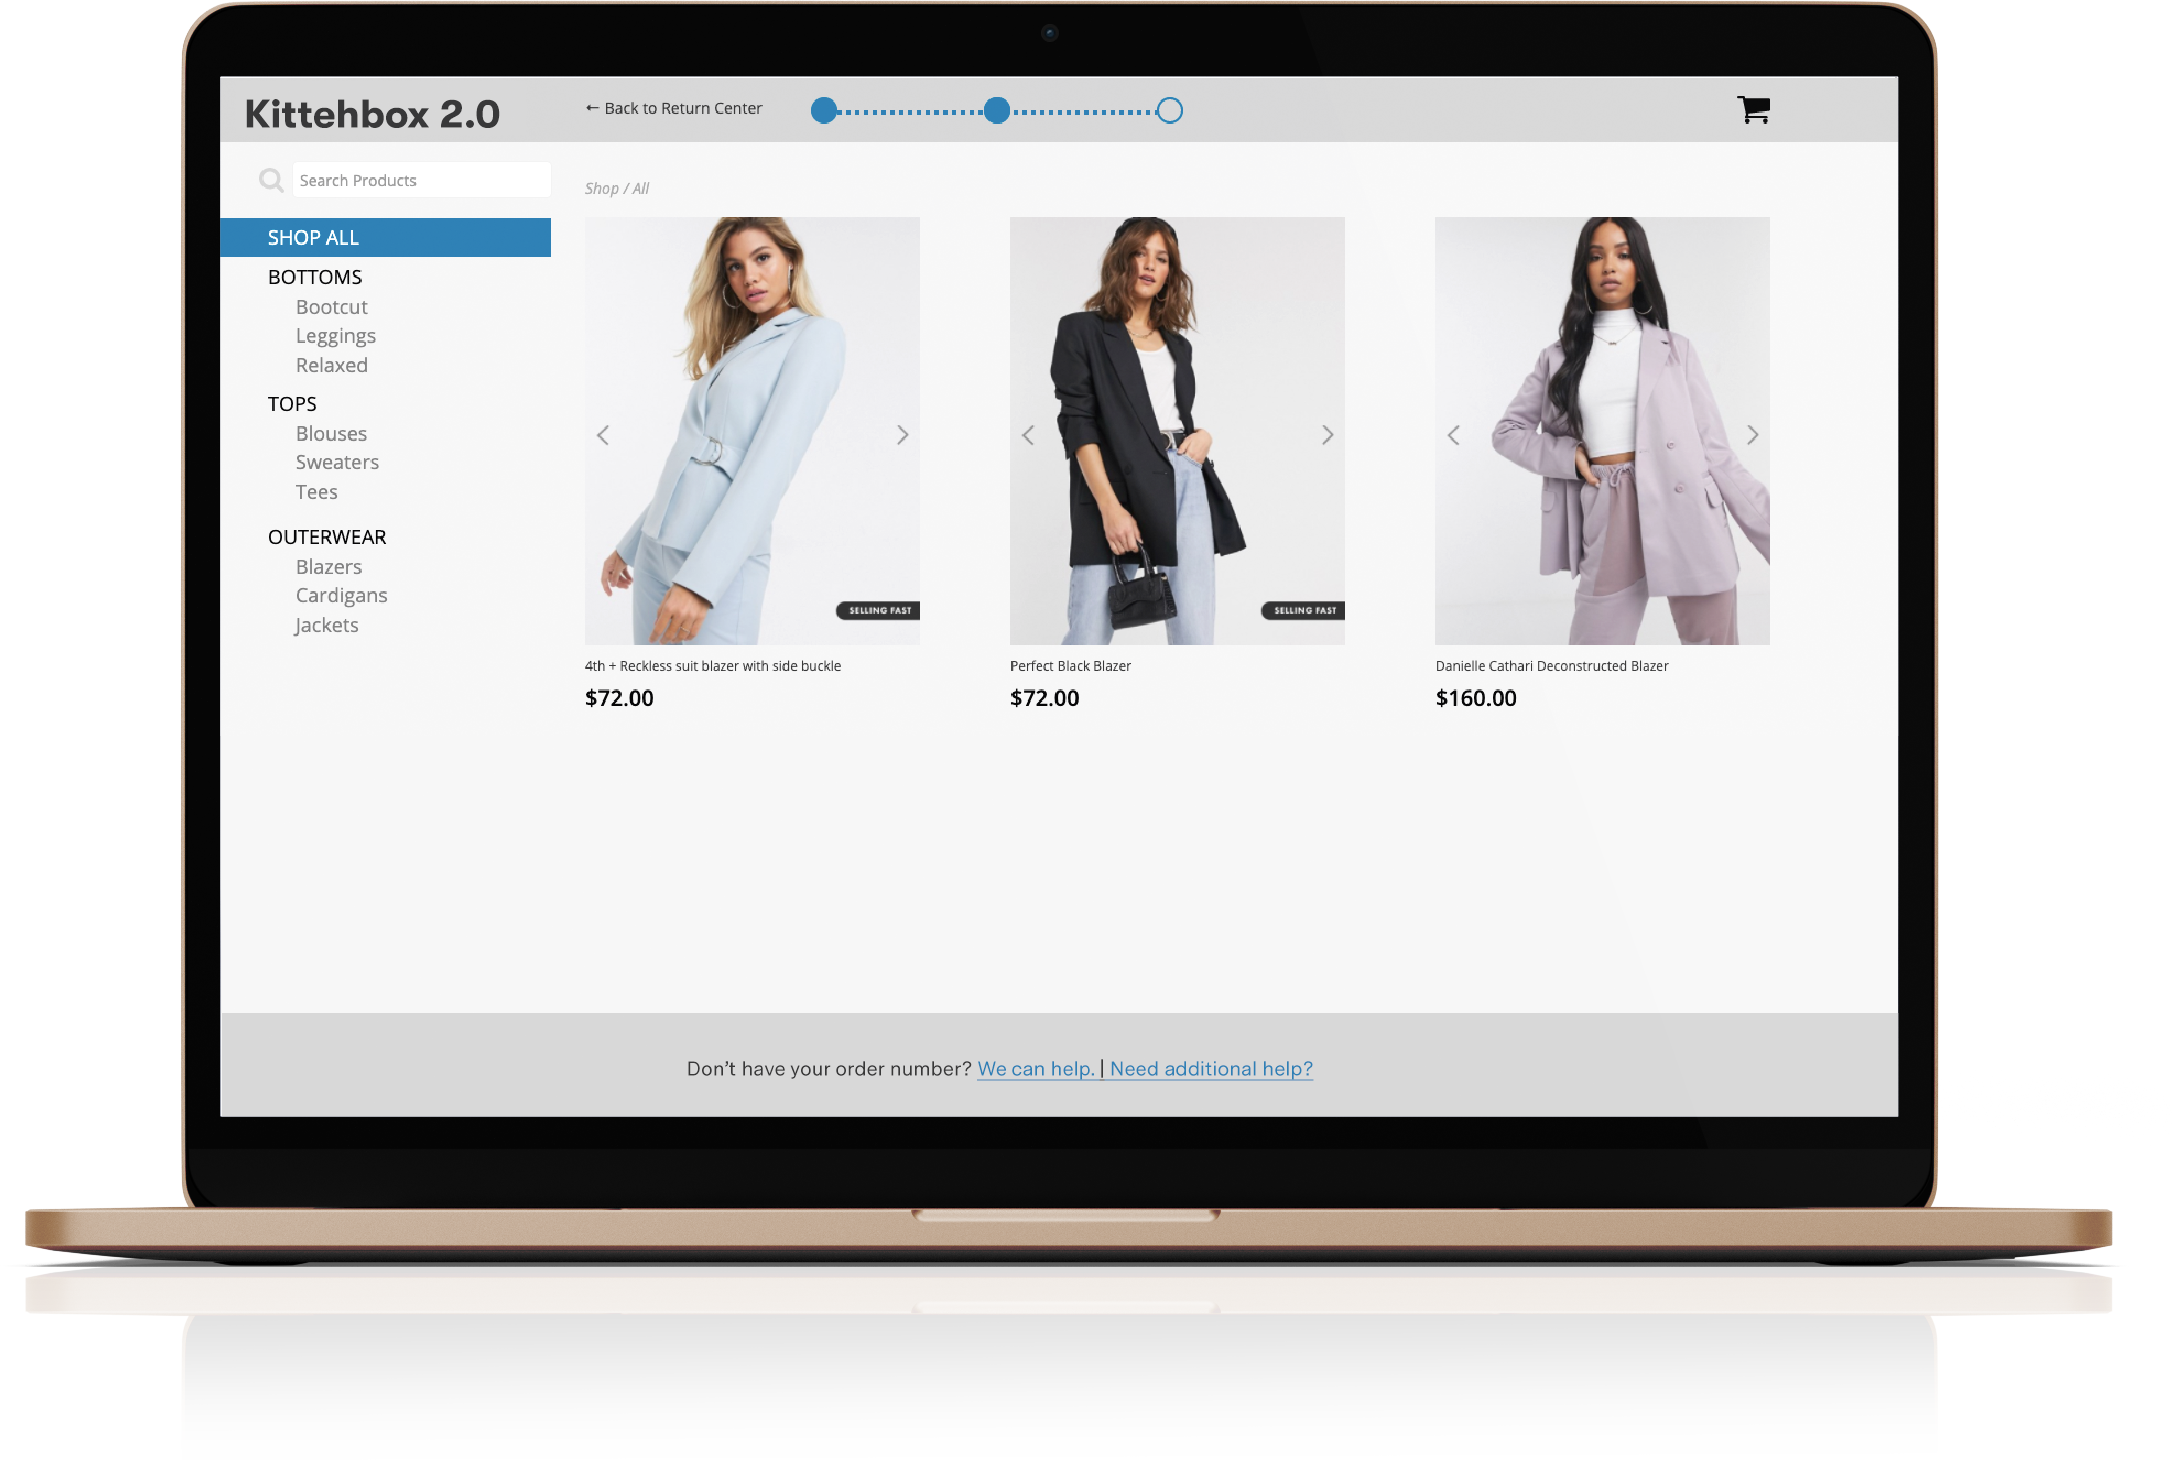 Kittehbox 2.0
← Back to Return Center
Search Products
Shop / All
SHOP ALL
BOTTOMS
Bootcut
Leggings
Relaxed
TOPS
Blouses
Sweaters
Tees
OUTERWEAR
Blazers
Cardigans
Jackets
SELLING FAST
SELLING FAST
4th + Reckless suit blazer with side buckle
$72.00
Perfect Black Blazer
$72.00
Danielle Cathari Deconstructed Blazer
$160.00
Don’t have your order number? We can help. | Need additional help?